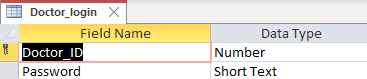 Doctor_login
Field Name Data Type
Doctor_ID Number
Password Short Text